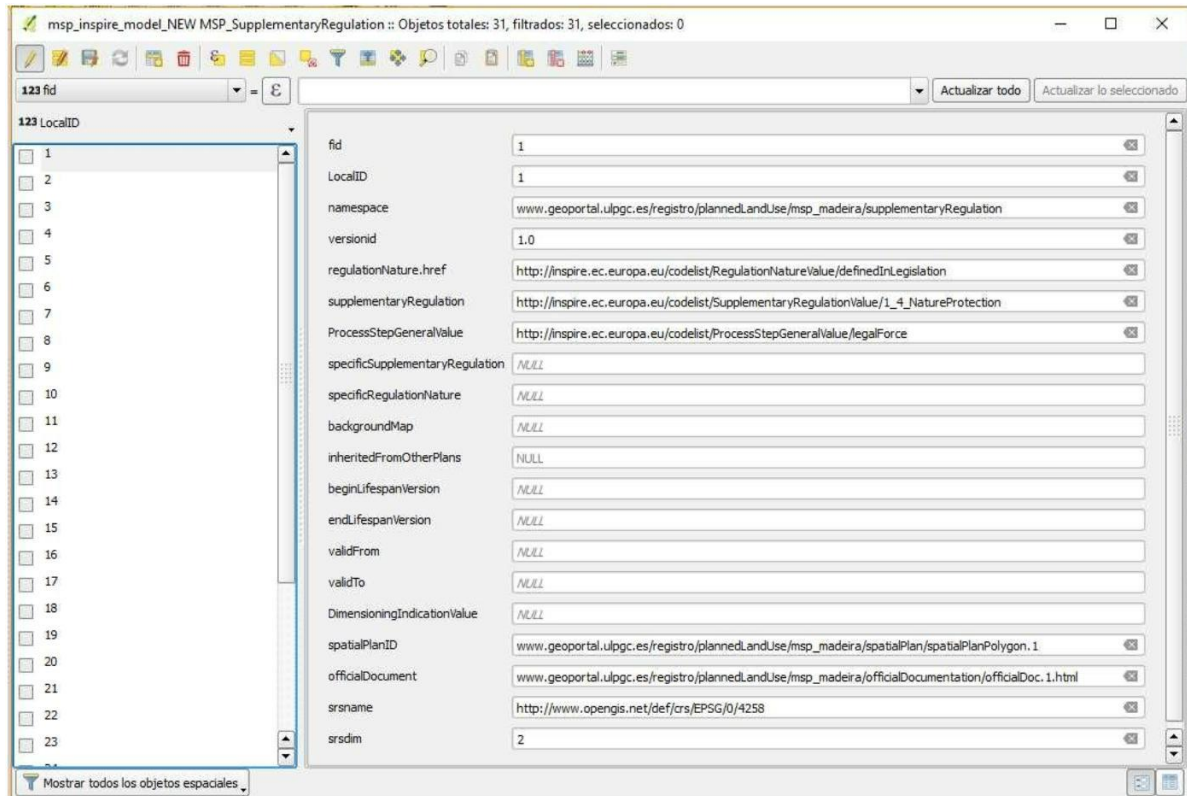 msp_inspire_model_NEW MSP_SupplementaryRegulation :: Objetos totales: 31, filtrados: 31, seleccionados: 0
123 fid = ε Actualizar todo Actualizar lo seleccionado
123 LocalID
1
2
3
4
5
6
7
8
9
10
11
12
13
14
15
16
17
18
19
20
21
22
23
fid 1
LocalID 1
namespace www.geoportal.ulpgc.es/registro/plannedLandUse/msp_madeira/supplementaryRegulation
versionid 1.0
regulationNature.href http://inspire.ec.europa.eu/codelist/RegulationNatureValue/definedInLegislation
supplementaryRegulation http://inspire.ec.europa.eu/codelist/SupplementaryRegulationValue/1_4_NatureProtection
ProcessStepGeneralValue http://inspire.ec.europa.eu/codelist/ProcessStepGeneralValue/legalForce
specificSupplementaryRegulation NULL
specificRegulationNature NULL
backgroundMap NULL
inheritedFromOtherPlans NULL
beginLifespanVersion NULL
endLifespanVersion NULL
validFrom NULL
validTo NULL
DimensioningIndicationValue NULL
spatialPlanID www.geoportal.ulpgc.es/registro/plannedLandUse/msp_madeira/spatialPlan/spatialPlanPolygon.1
officialDocument www.geoportal.ulpgc.es/registro/plannedLandUse/msp_madeira/officialDocumentation/officialDoc.1.html
srsname http://www.opengis.net/def/crs/EPSG/0/4258
srsdim 2
Mostrar todos los objetos espaciales